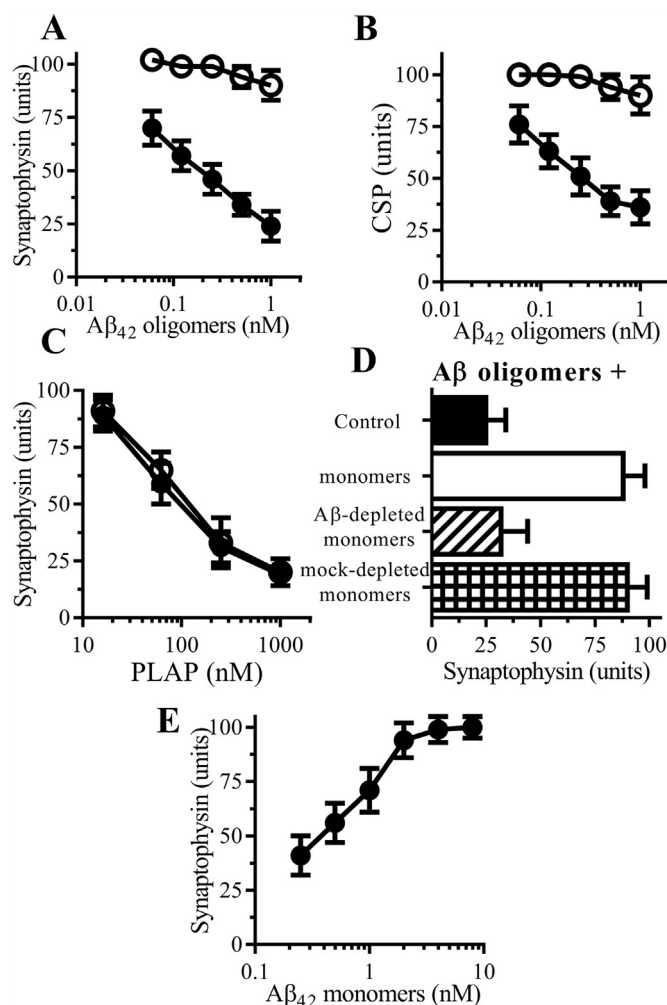 A
B
Synaptophysin (units)
100
75
50
25
0
0.01
0.1
1
Aβ42 oligomers (nM)
CSP (units)
100
75
50
25
0
0.01
0.1
1
Aβ42 oligomers (nM)
C
D
Synaptophysin (units)
100
75
50
25
0
10
100
1000
PLAP (nM)
Aβ oligomers +
Control
monomers
Aβ-depleted
monomers
mock-depleted
monomers
0
25
50
75
100
Synaptophysin (units)
E
Synaptophysin (units)
100
75
50
25
0
0.1
1
10
Aβ42 monomers (nM)